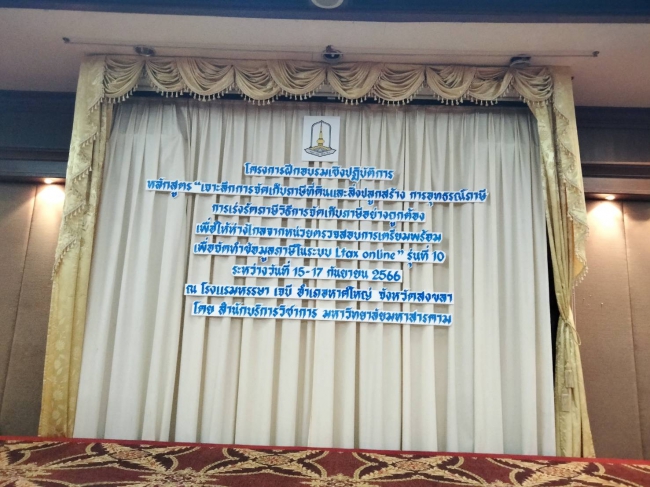 โครงการฝึกอบรมเชิงปฏิบัติการ
หลักสูตร "เจาะลึกการจัดเก็บภาษีที่ดินและสิ่งปลูกสร้าง การอุทธรณ์ภาษี
การเร่งรัดภาษีวิธีการจัดเก็บภาษีอย่างถูกต้อง
เพื่อให้ห่างไกลจากหน่วยตรวจสอบการเตรียมพร้อม
เพื่อจัดทำข้อมูลภาษีในระบบ Ltax online" รุ่นที่ 10
ระหว่างวันที่ 15-17 กันยายน 2566
ณ โรงแรมหรรษา เจบี อำเภอหาดใหญ่ จังหวัดสงขลา
โดย สำนักบริการวิชาการ มหาวิทยาลัยมหาสารคาม